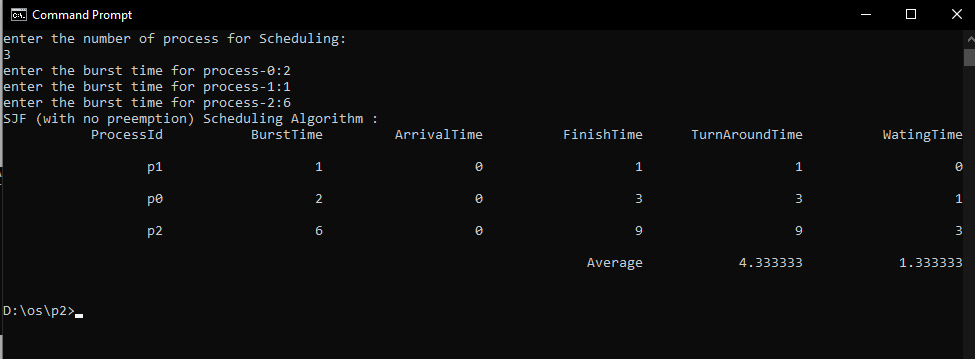 Command Prompt
enter the number of process for Scheduling:
3
enter the burst time for process-0:2
enter the burst time for process-1:1
enter the burst time for process-2:6
SJF (with no preemption) Scheduling Algorithm :
ProcessId BurstTime ArrivalTime FinishTime TurnAroundTime WatingTime
p1 1 0 1 1 0
p0 2 0 3 3 1
p2 6 0 9 9 3
Average 4.333333 1.333333
D:\os\p2>